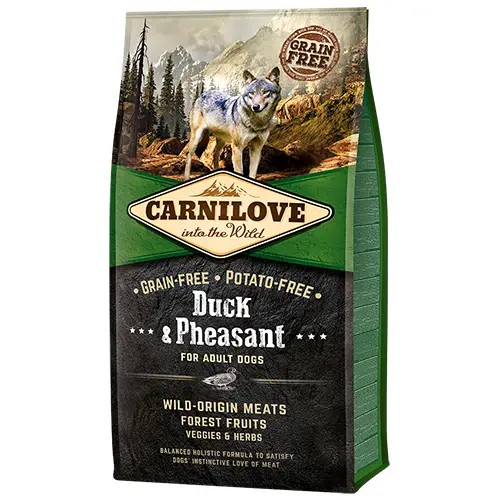 GRAIN
FREE
CARNILOVE
into the Wild
GRAIN-FREE • POTATO-FREE
Duck
& Pheasant
FOR ADULT DOGS
WILD-ORIGIN MEATS
FOREST FRUITS
VEGGIES & HERBS
BALANCED HOLISTIC FORMULA TO SATISFY
DOGS' INSTINCTIVE LOVE OF MEAT